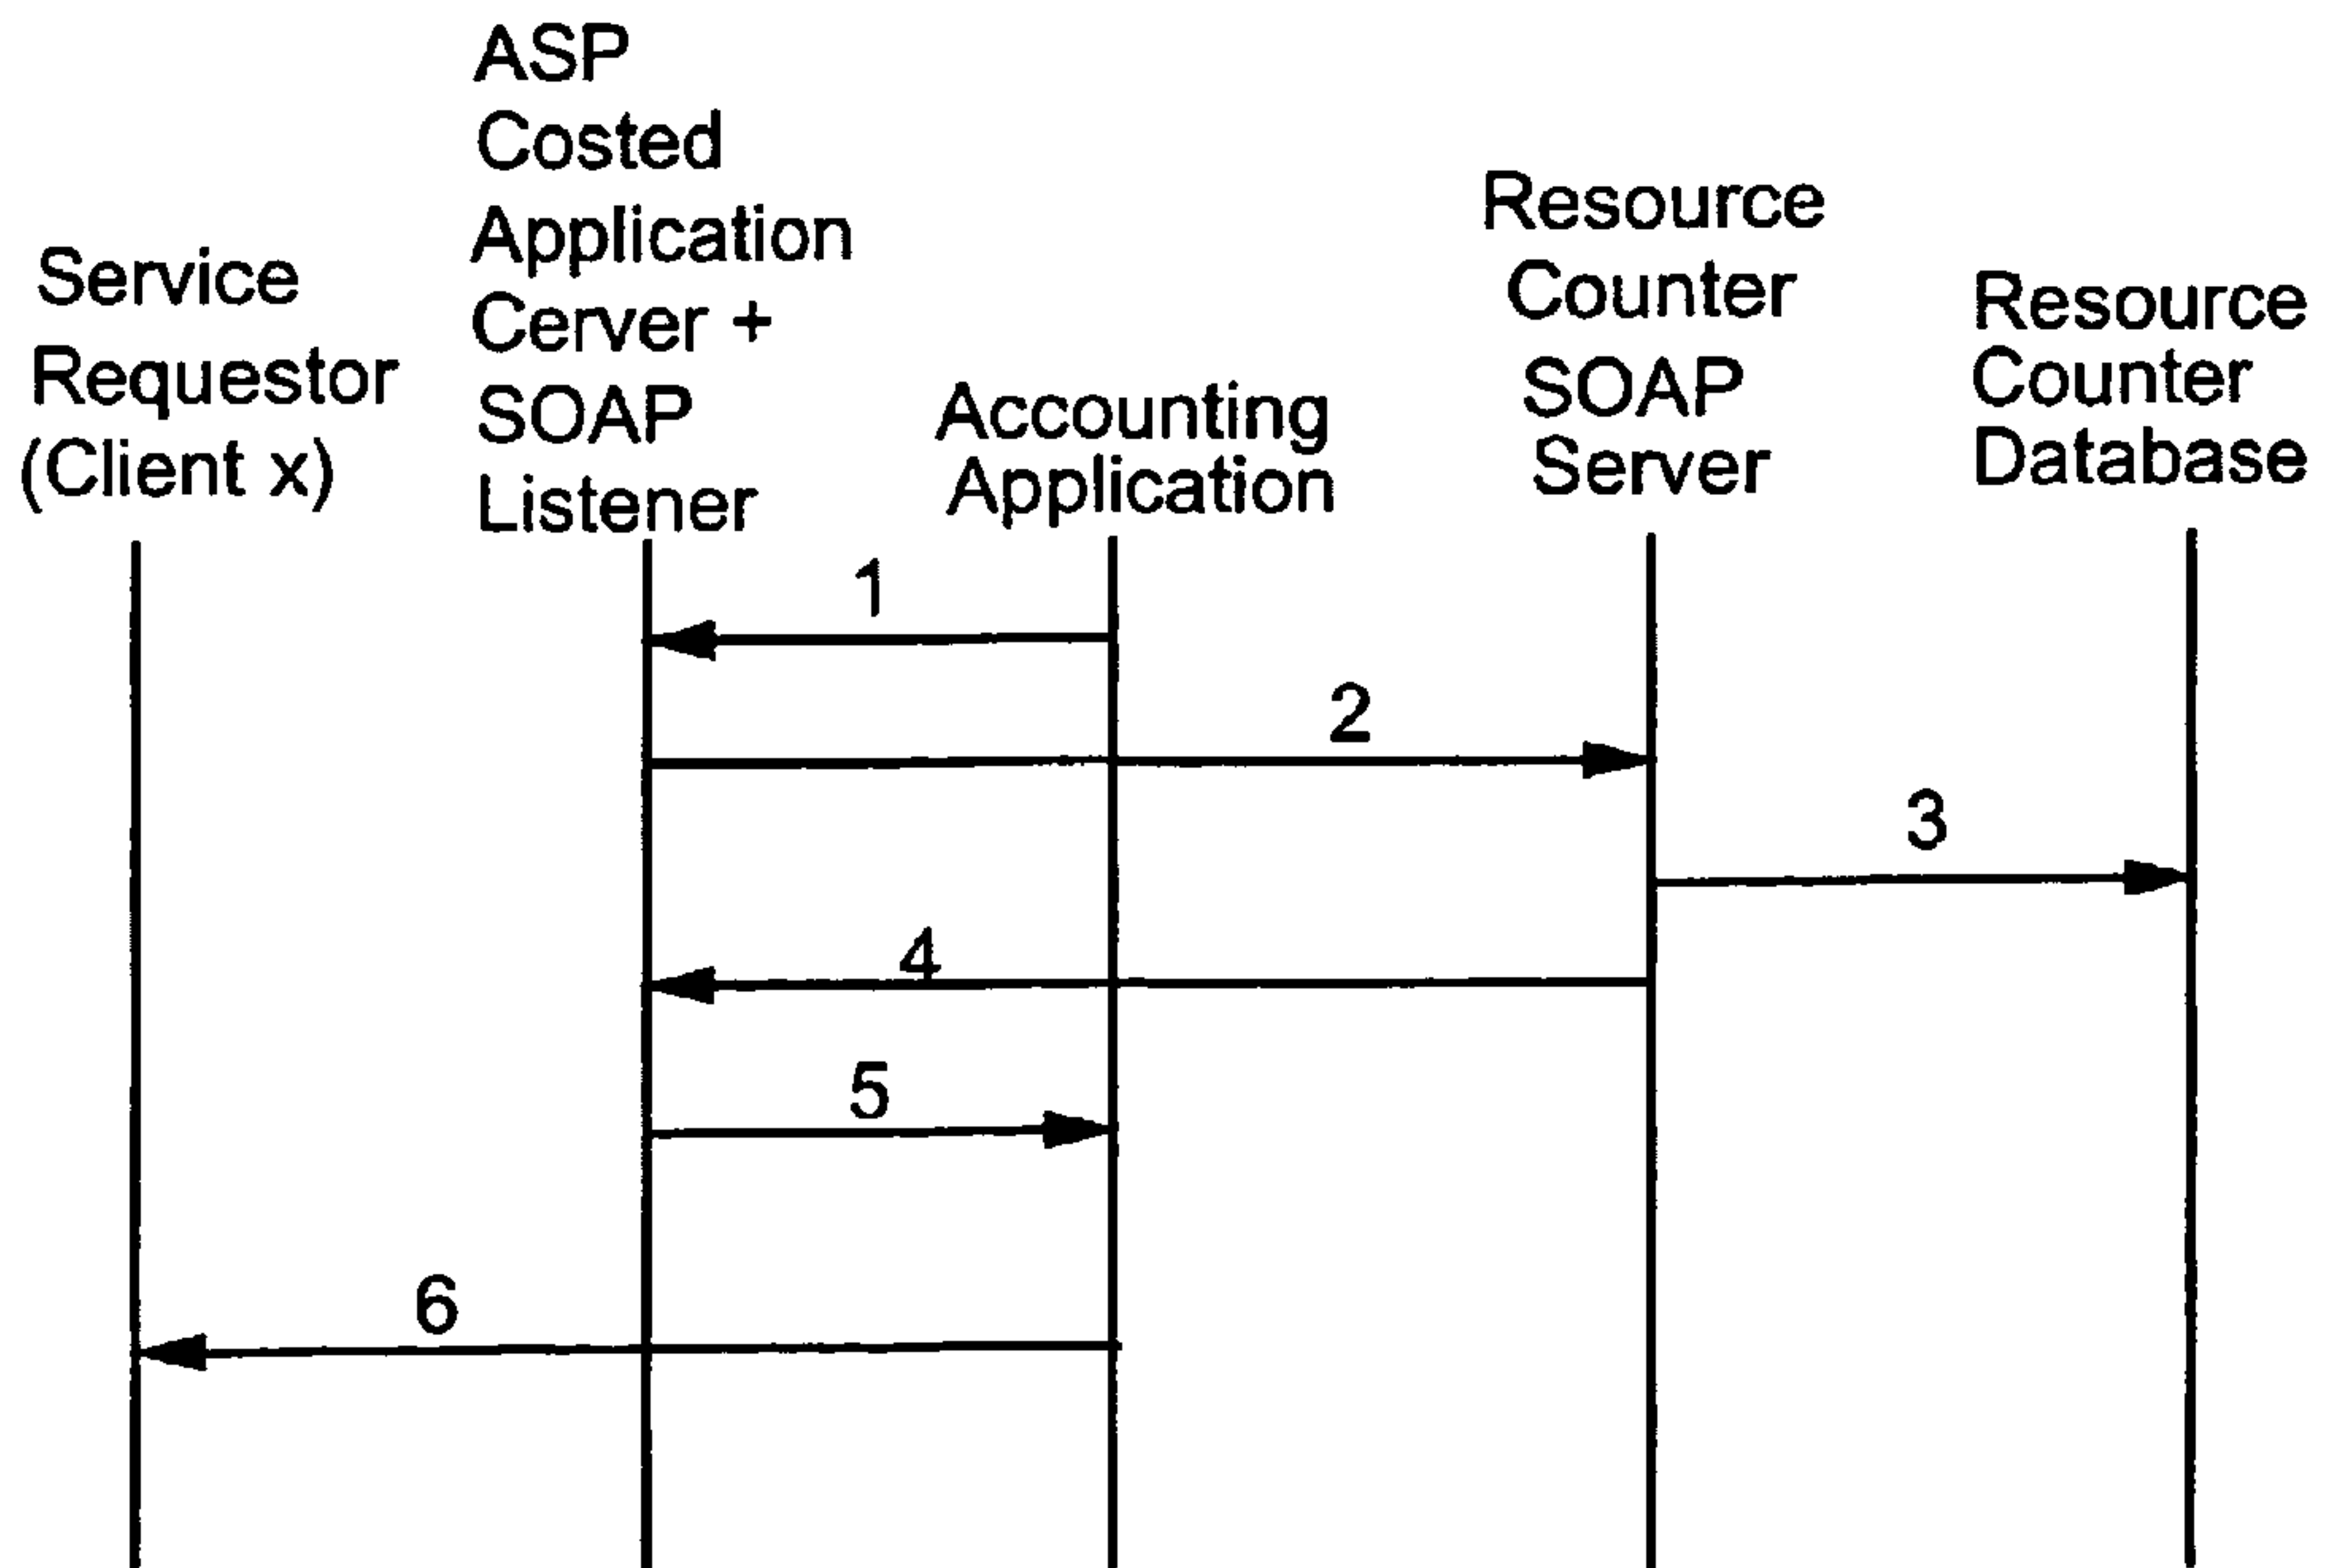 Service
Requestor
(Client x)
ASP
Costed
Application
Cerver +
SOAP
Listener
Accounting
Application
Resource
Counter
SOAP
Server
Resource
Counter
Database
1
2
3
4
5
6